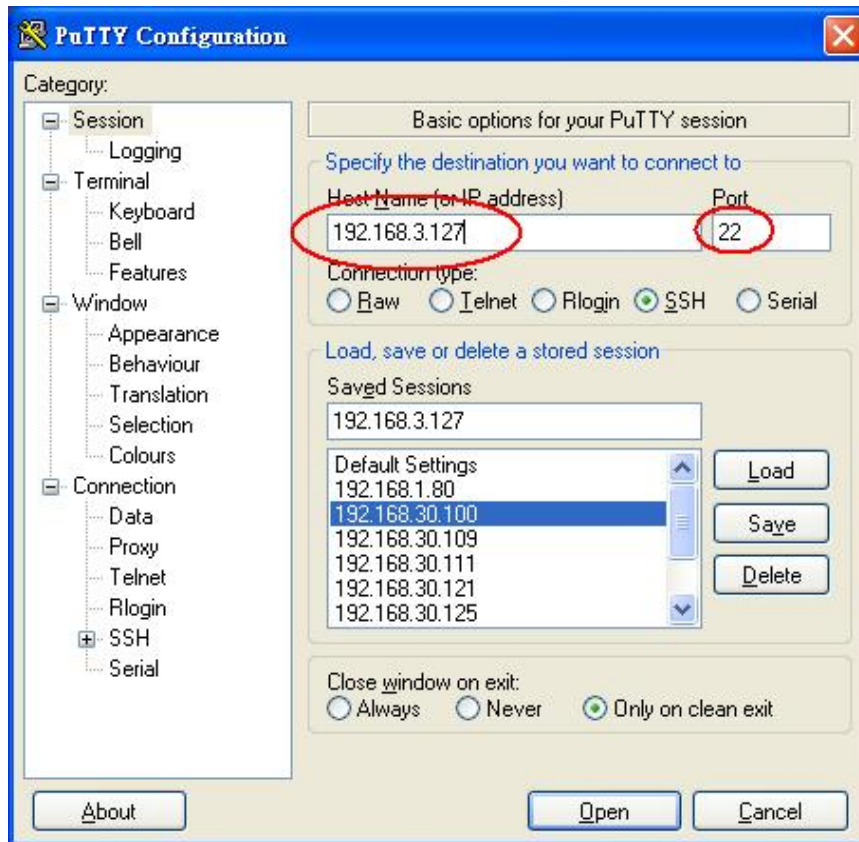 PuTTY Configuration
Category:
Session
Logging
Terminal
Keyboard
Bell
Features
Window
Appearance
Behaviour
Translation
Selection
Colours
Connection
Data
Proxy
Telnet
Rlogin
SSH
Serial
Basic options for your PuTTY session
Specify the destination you want to connect to
Host Name (or IP address) Port
192.168.3.127 22
Connection type:
Raw Telnet Rlogin SSH Serial
Load, save or delete a stored session
Saved Sessions
192.168.3.127
Default Settings
192.168.1.80
192.168.30.100
192.168.30.109
192.168.30.111
192.168.30.121
192.168.30.125
Load
Save
Delete
Close window on exit:
Always Never Only on clean exit
About Open Cancel